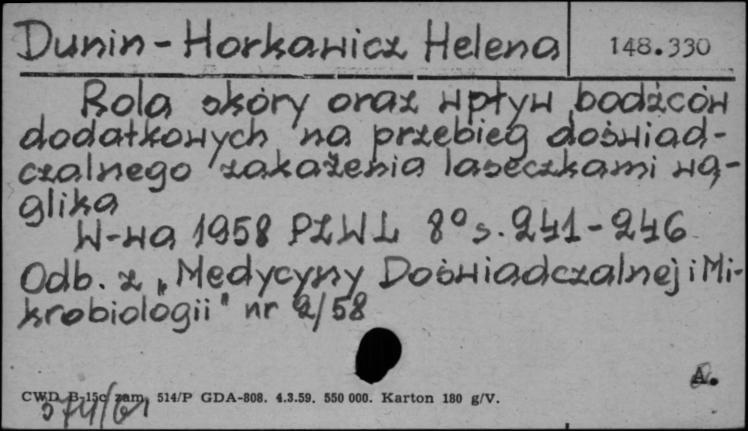 Dunin-Horkawicz Helena 148.330
Rola skóry oraz wpływ bodźców
dodatkowych na przebieg doświad-
czalnego zakażenia laseczkami wą-
glika
W-wa 1958 PZWL 8° s. 241-246
Odb. z „Medycyny Doświadczalnej i Mi-
krobiologii" nr 2/58
A.
CWD B-15c zam. 514/P GDA-808. 4.3.59. 550 000. Karton 180 g/V.